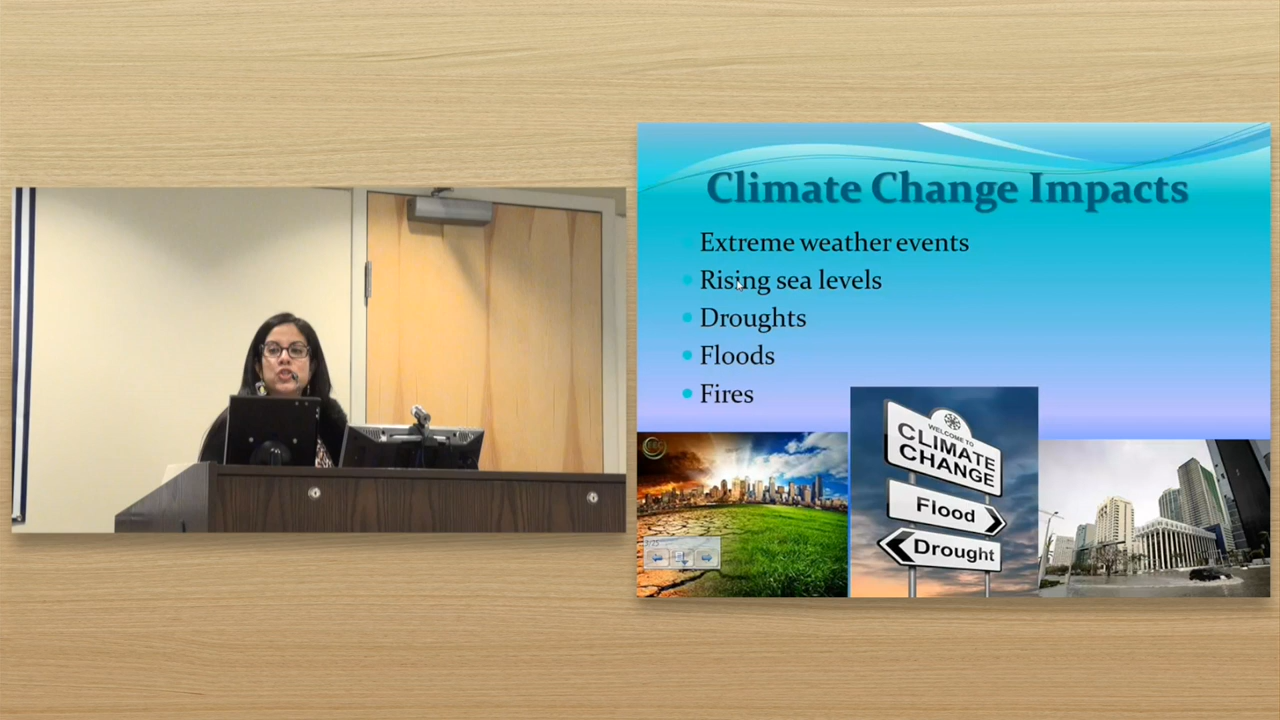 Climate Change Impacts
Extreme weather events
Rising sea levels
Droughts
Floods
Fires
WELCOME TO
CLIMATE
CHANGE
Flood
Drought